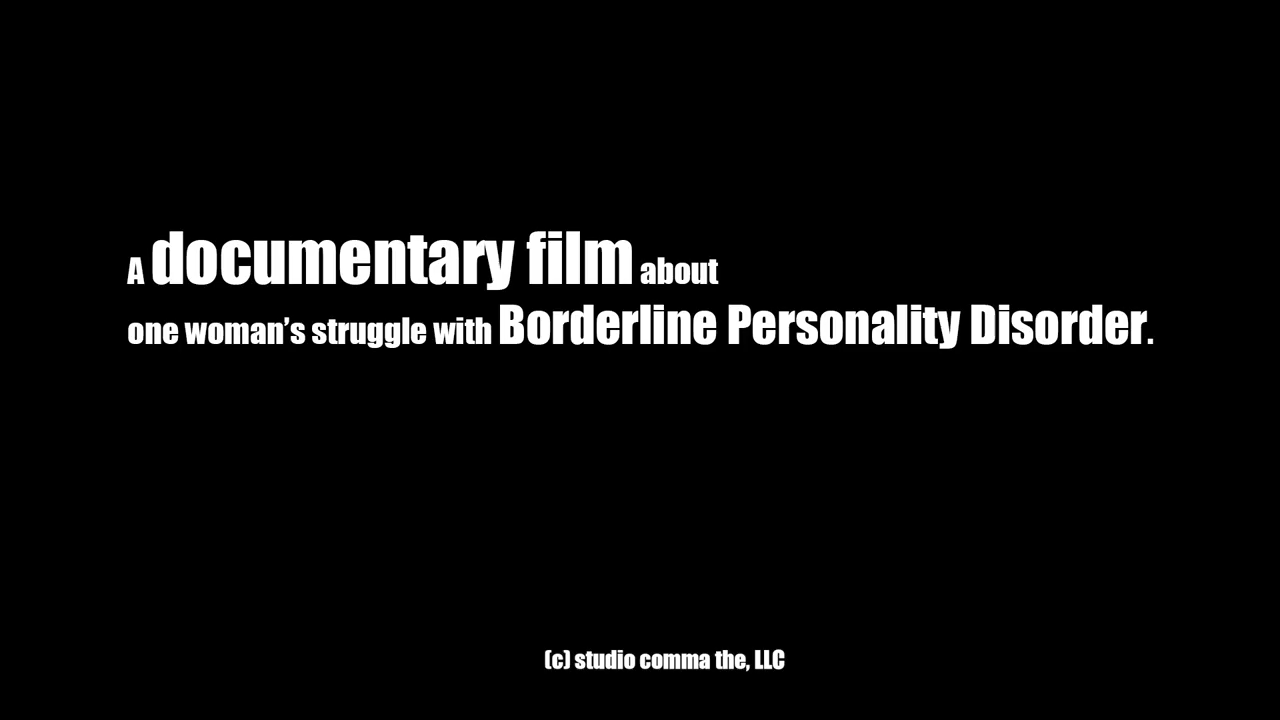 A documentary film about
one woman’s struggle with Borderline Personality Disorder.
(c) studio comma the, LLC